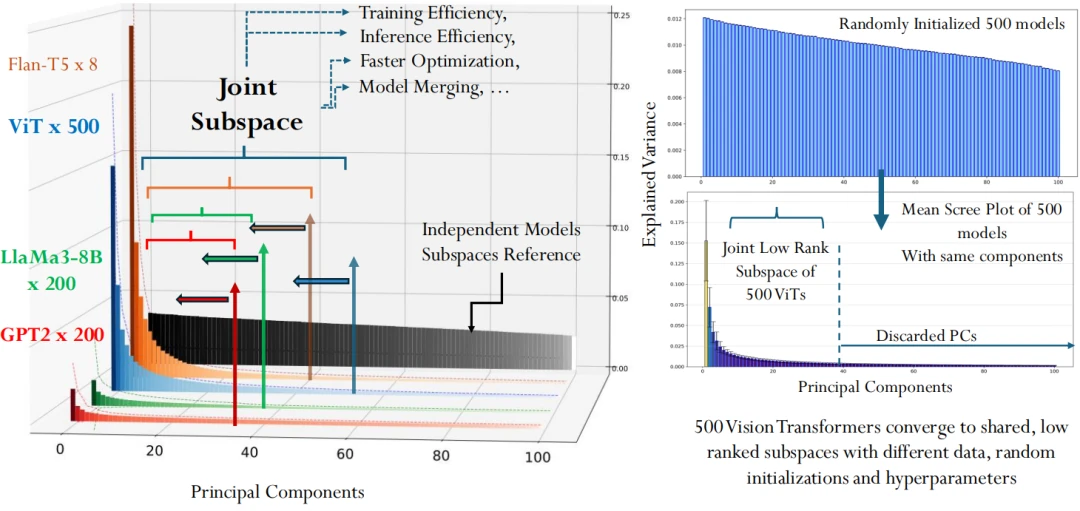 Training Efficiency,
Inference Efficiency,
Faster Optimization,
Model Merging, …
Joint
Subspace
Flan-T5 x 8
ViT x 500
LlaMa3-8B
x 200
GPT2 x 200
Independent Models
Subspaces Reference
0.25
0.20
0.15
0.10
0.05
0.00
0 20 40 60 80 100
Principal Components
Explained Variance
Randomly Initialized 500 models
0.012
0.010
0.008
0.006
0.004
0.002
0.000
0 20 40 60 80 100
Mean Scree Plot of 500
models
With same components
Joint Low Rank
Subspace of
500 ViTs
Discarded PCs
0.200
0.175
0.150
0.125
0.100
0.075
0.050
0.025
0.000
0 20 40 60 80 100
Principal Components
500 Vision Transformers converge to shared, low
ranked subspaces with different data, random
initializations and hyperparameters